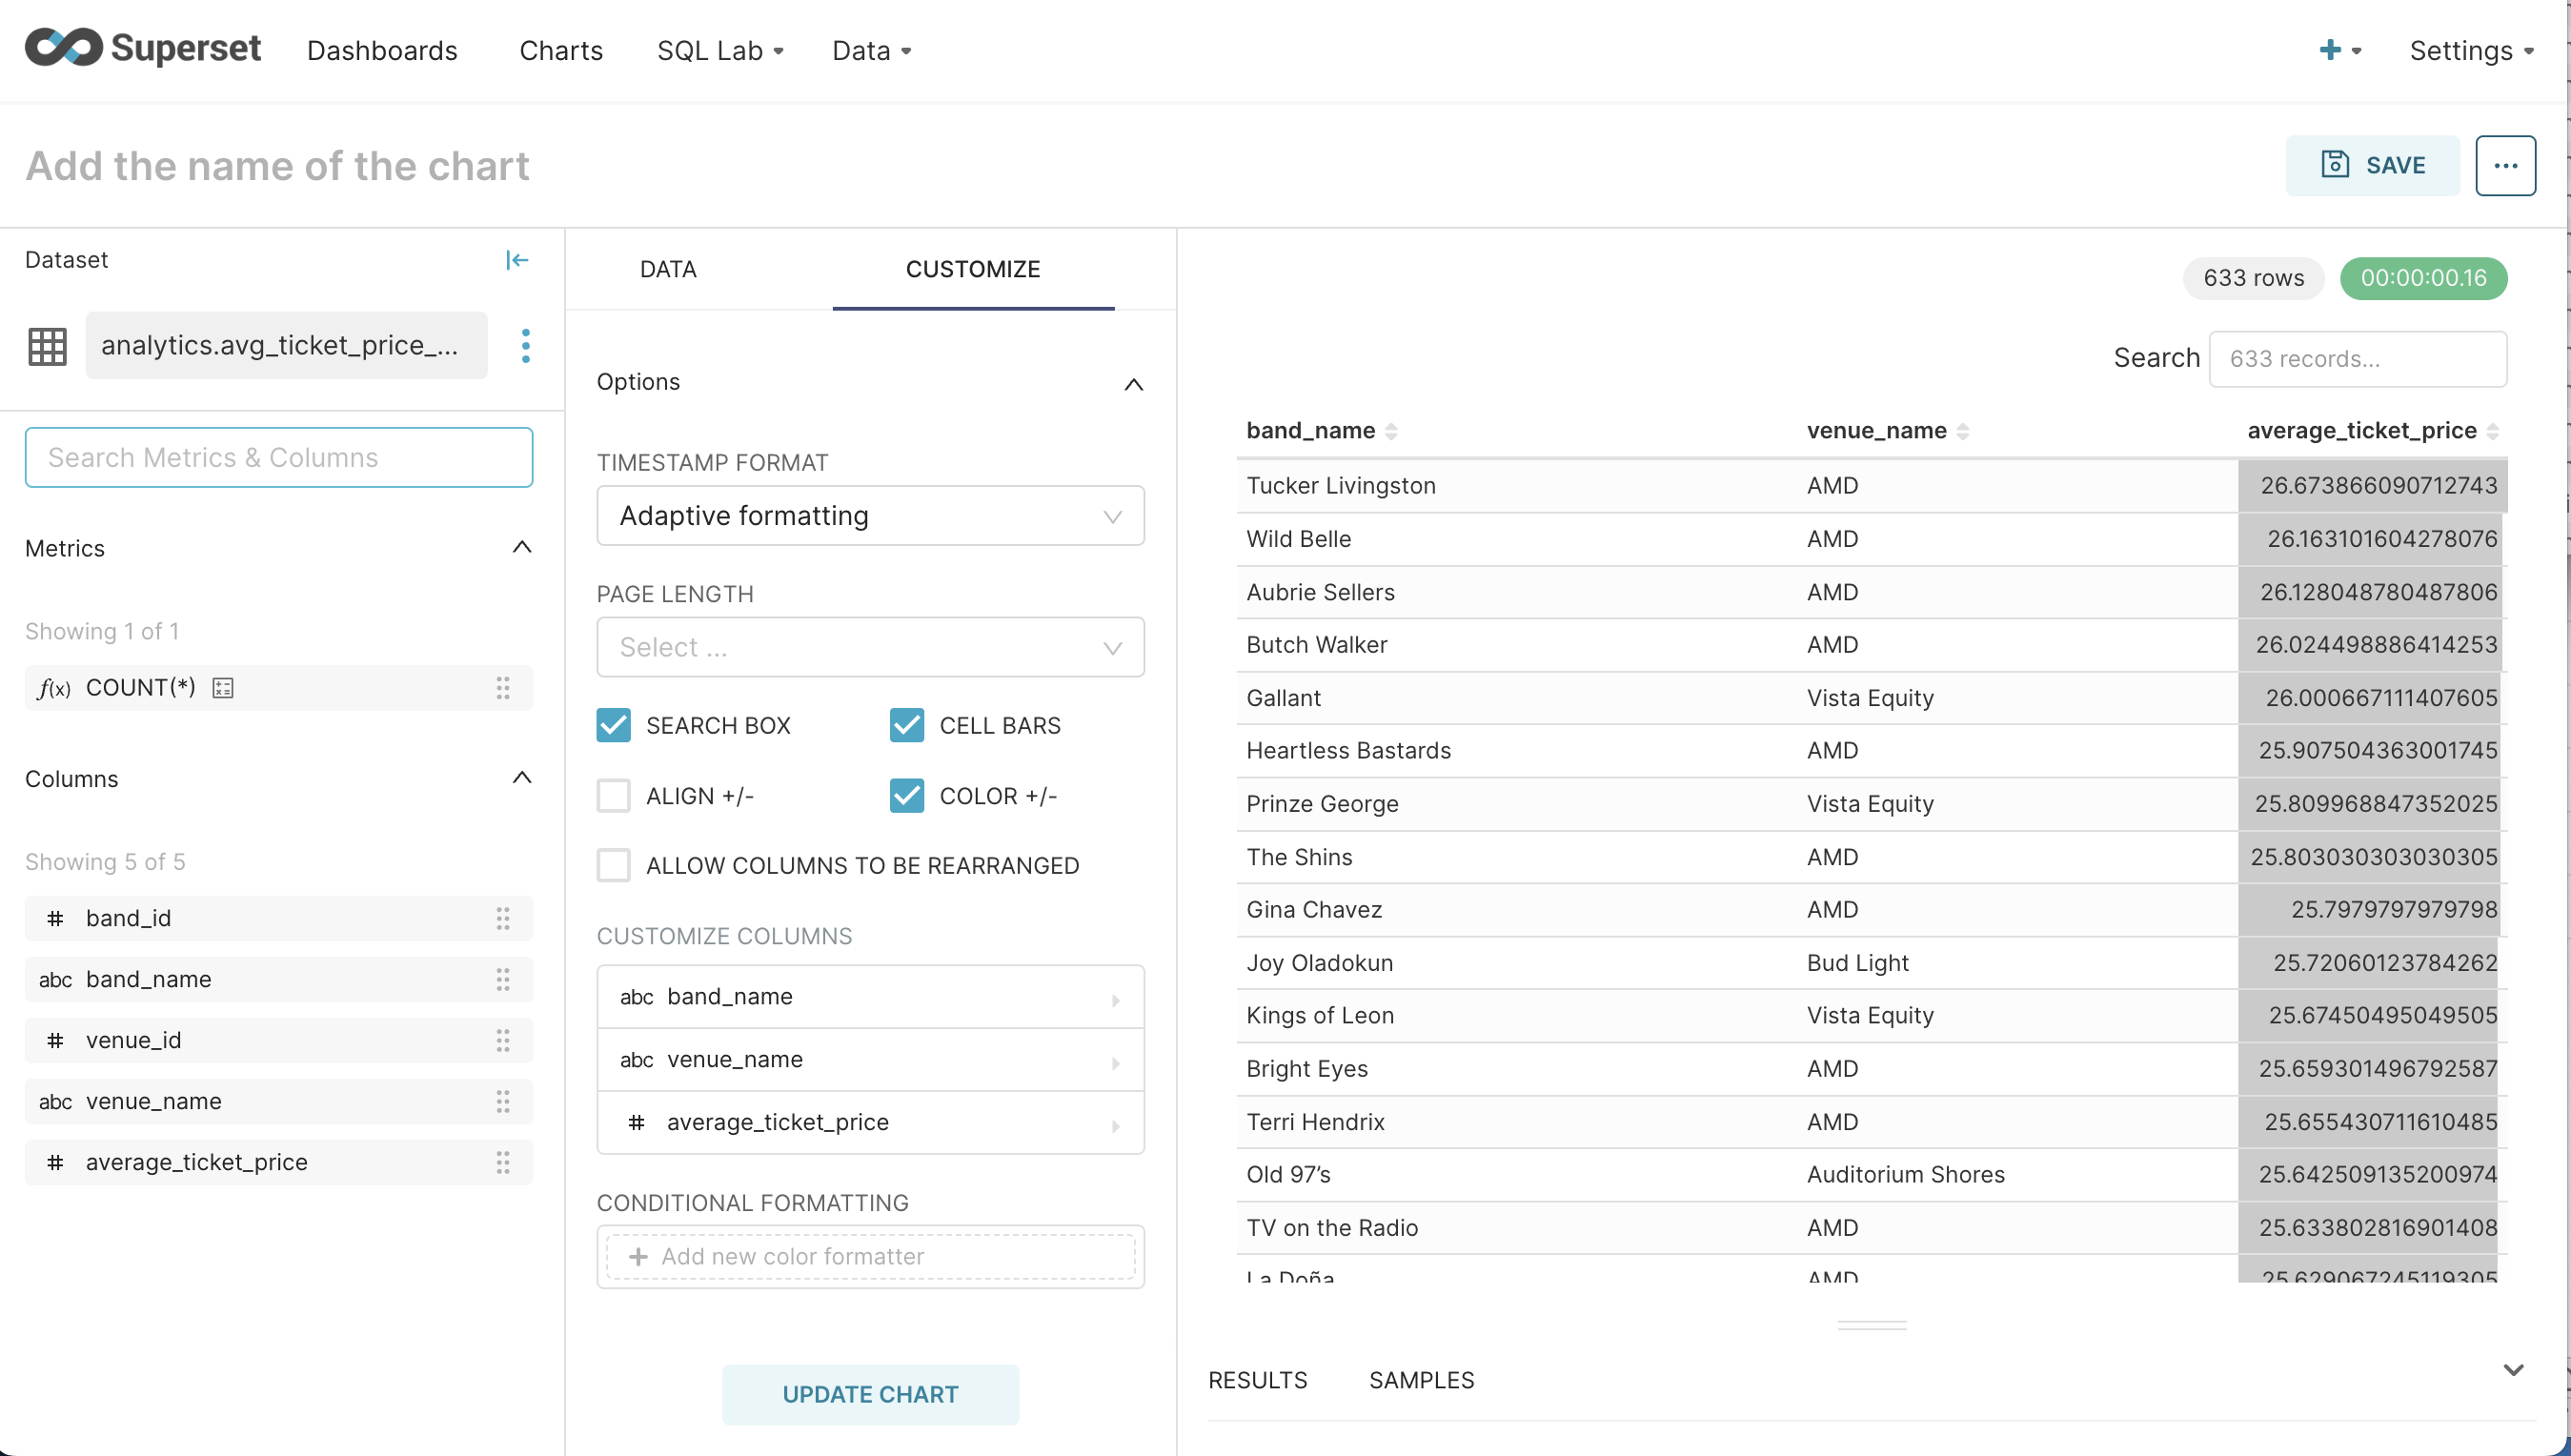 Superset Dashboards Charts SQL Lab Data Settings
Add the name of the chart
SAVE
Dataset
analytics.avg_ticket_price_...
Search Metrics & Columns
Metrics
Showing 1 of 1
f(x) COUNT(*)
Columns
Showing 5 of 5
# band_id
abc band_name
# venue_id
abc venue_name
# average_ticket_price
DATA CUSTOMIZE
Options
TIMESTAMP FORMAT
Adaptive formatting
PAGE LENGTH
Select ...
SEARCH BOX CELL BARS
ALIGN +/- COLOR +/-
ALLOW COLUMNS TO BE REARRANGED
CUSTOMIZE COLUMNS
abc band_name
abc venue_name
# average_ticket_price
CONDITIONAL FORMATTING
+ Add new color formatter
UPDATE CHART
633 rows 00:00:00.16
Search 633 records...
band_name venue_name average_ticket_price
Tucker Livingston AMD 26.673866090712743
Wild Belle AMD 26.163101604278076
Aubrie Sellers AMD 26.128048780487806
Butch Walker AMD 26.024498886414253
Gallant Vista Equity 26.000667111407605
Heartless Bastards AMD 25.907504363001745
Prinze George Vista Equity 25.809968847352025
The Shins AMD 25.803030303030305
Gina Chavez AMD 25.7979797979798
Joy Oladokun Bud Light 25.72060123784262
Kings of Leon Vista Equity 25.67450495049505
Bright Eyes AMD 25.659301496792587
Terri Hendrix AMD 25.655430711610485
Old 97’s Auditorium Shores 25.642509135200974
TV on the Radio AMD 25.633802816901408
La Doña AMD 25.629067245119305
RESULTS SAMPLES